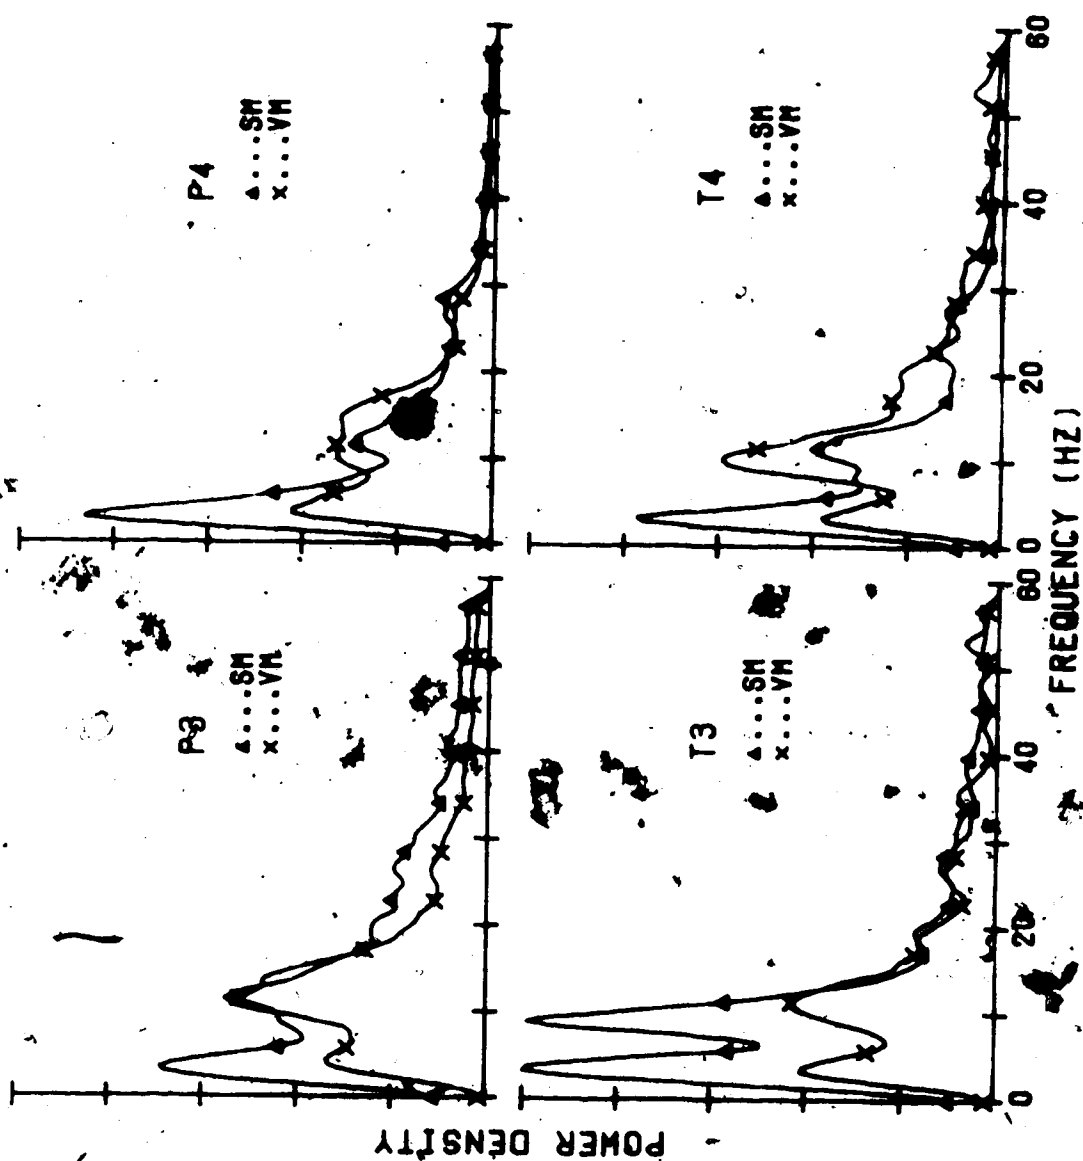 P3
▲...SM
×...VM
P4
▲...SM
×...VM
T3
▲...SM
×...VM
T4
▲...SM
×...VM
0 20 40 60
0 20 40 60
FREQUENCY (HZ)
POWER DENSITY